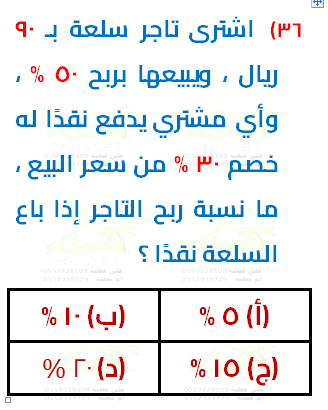 ٣٦) اشترى تاجر سلعة بـ ٩٠
ريال ، ويبيعها بربح ٥٠ % ،
وأي مشتري يدفع نقدًا له
خصم ٣٠ % من سعر البيع ،
ما نسبة ربح التاجر إذا باع
السلعة نقدًا ؟
(أ) ٥ % (ب) ١٠ %
(ج) ١٥ % (د) ٢٠ %